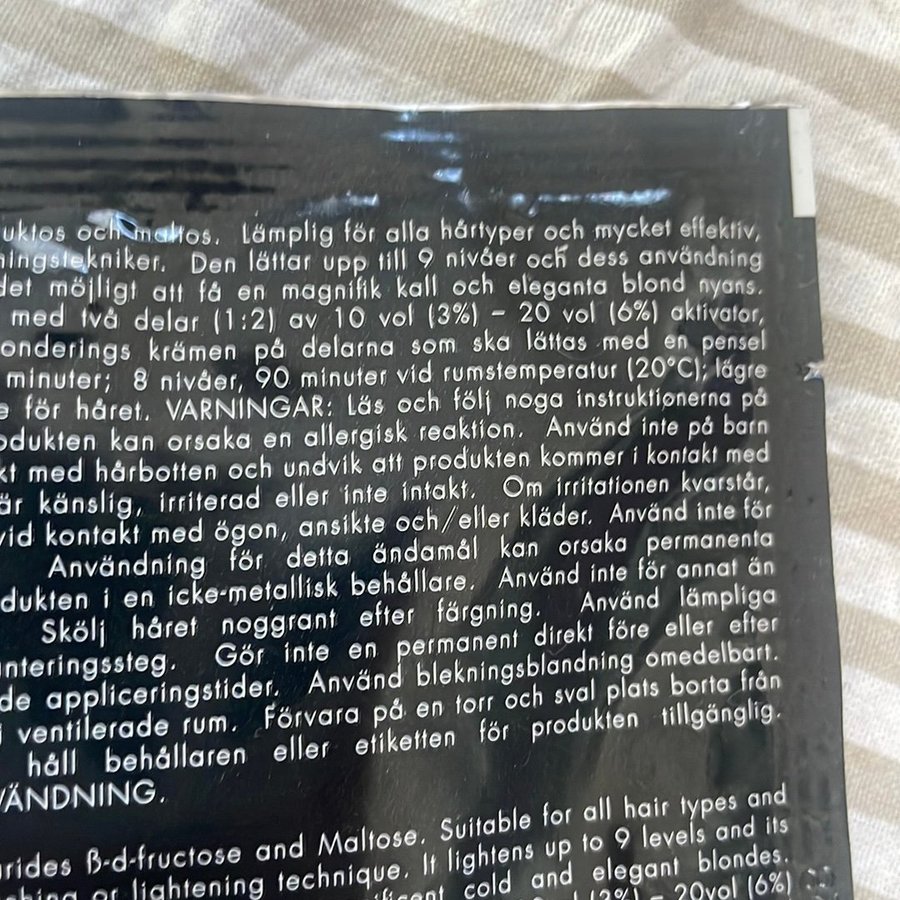 uktos och maltos. Lämplig för alla hårtyper och mycket effektiv,
ningstekniker. Den lättar upp till 9 nivåer och dess användning
det möjligt att få en magnifik kall och eleganta blond nyans.
med två delar (1:2) av 10 vol (3%) – 20 vol (6%) aktivator,
onderings krämen på delarna som ska lättas med en pensel
minuter; 8 nivåer, 90 minuter vid rumstemperatur (20°C); lägre
e för håret. VARNINGAR: Läs och följ noga instruktionerna på
odukten kan orsaka en allergisk reaktion. Använd inte på barn
kt med hårbotten och undvik att produkten kommer i kontakt med
är känslig, irriterad eller inte intakt. Om irritationen kvarstår,
vid kontakt med ögon, ansikte och/eller kläder. Använd inte för
Användning för detta ändamål kan orsaka permanenta
dukten i en icke-metallisk behållare. Använd inte för annat än
Skölj håret noggrant efter färgning. Använd lämpliga
nteringssteg. Gör inte en permanent direkt före eller efter
de appliceringstider. Använd blekningsblandning omedelbart.
i ventilerade rum. Förvara på en torr och sval plats borta från
håll behållaren eller etiketten för produkten tillgänglig.
VÄNDNING.
arides β-d-fructose and Maltose. Suitable for all hair types and
ching or lightening technique. It lightens up to 9 levels and its
cold and elegant blondes.
(3%) – 20vol (6%)